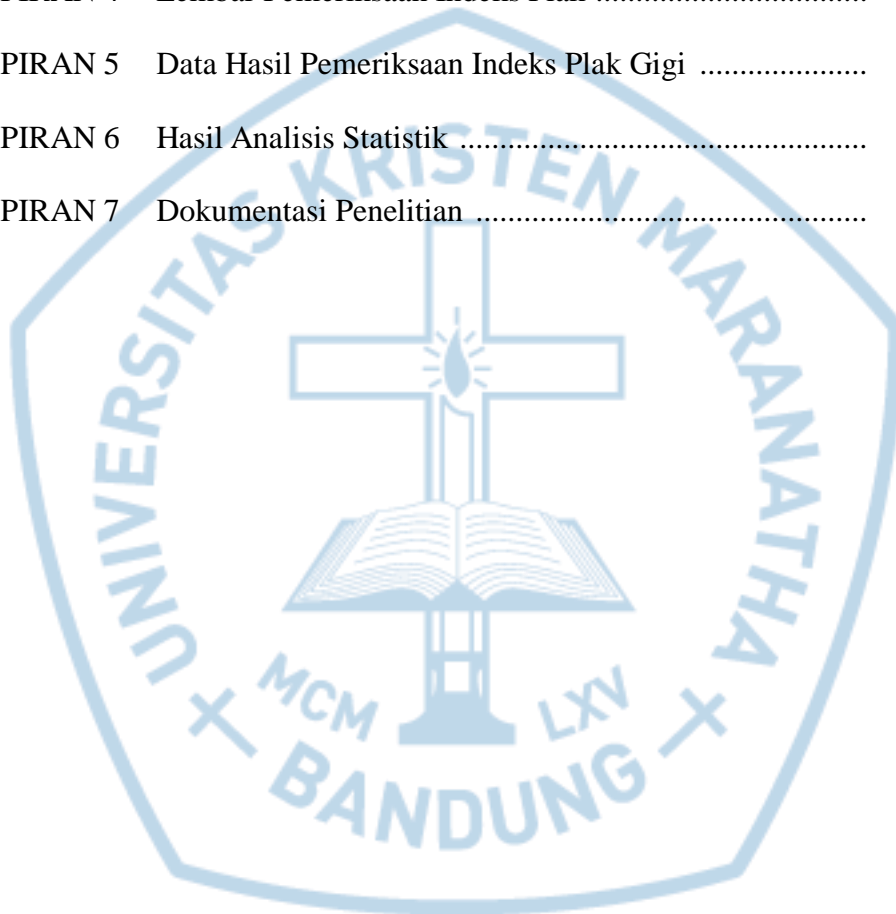 PIRAN 5 Data Hasil Pemeriksaan Indeks Plak Gigi .....................
PIRAN 6 Hasil Analisis Statistik ....................................................
PIRAN 7 Dokumentasi Penelitian ..................................................
UNIVERSITAS KRISTEN MARANATHA
MCM LXV
BANDUNG